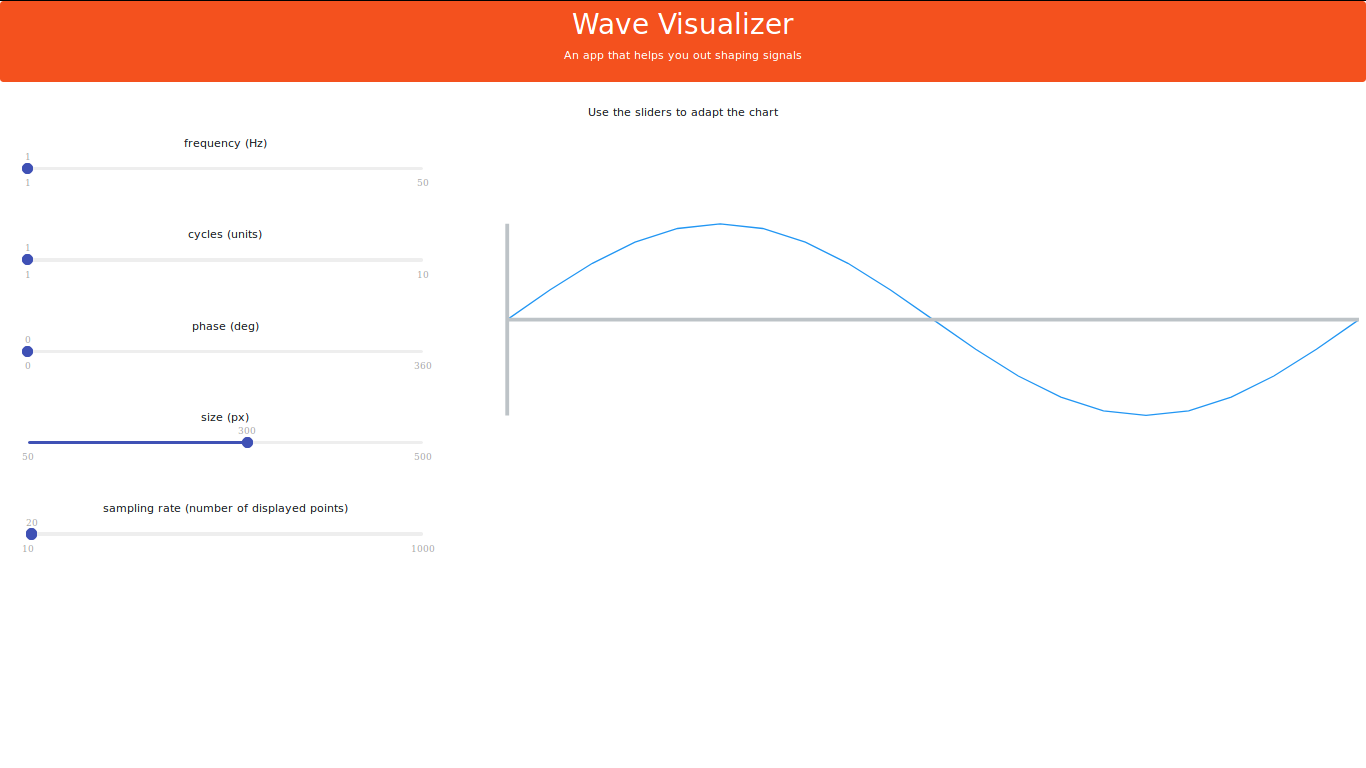 Wave Visualizer
An app that helps you out shaping signals
Use the sliders to adapt the chart
frequency (Hz)
1
1 50
cycles (units)
1
1 10
phase (deg)
0
0 360
size (px)
300
50 500
sampling rate (number of displayed points)
20
10 1000